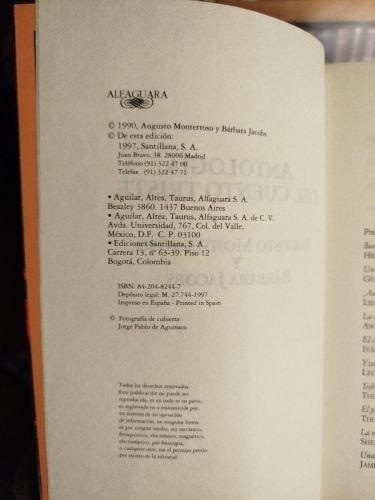 ALFAGUARA
© 1990, Augusto Monterroso y Bárbara Jacobs
© De esta edición:
1997, Santillana, S. A.
Juan Bravo, 38. 28006 Madrid
Teléfono (91) 322 47 00
Telefax (91) 322 47 71
• Aguilar, Altea, Taurus, Alfaguara S. A.
Beazley 3860. 1437 Buenos Aires
• Aguilar, Altea, Taurus, Alfaguara S. A. de C. V.
Avda. Universidad, 767, Col. del Valle,
México, D.F. C. P. 03100
• Ediciones Santillana, S. A.
Carrera 13, n° 63-39. Piso 12
Bogotá, Colombia
ISBN: 84-204-8244-7
Depósito legal: M. 27.744-1997
Impreso en España - Printed in Spain
© Fotografía de cubierta:
Jorge Pablo de Aguinaco
Todos los derechos reservados.
Esta publicación no puede ser
reproducida, ni en todo ni en parte,
ni registrada en o transmitida por,
un sistema de recuperación
de información, en ninguna forma
ni por ningún medio, sea mecánico,
fotoquímico, electrónico, magnético,
electroóptico, por fotocopia,
o cualquier otro, sin el permiso previo
por escrito de la editorial.